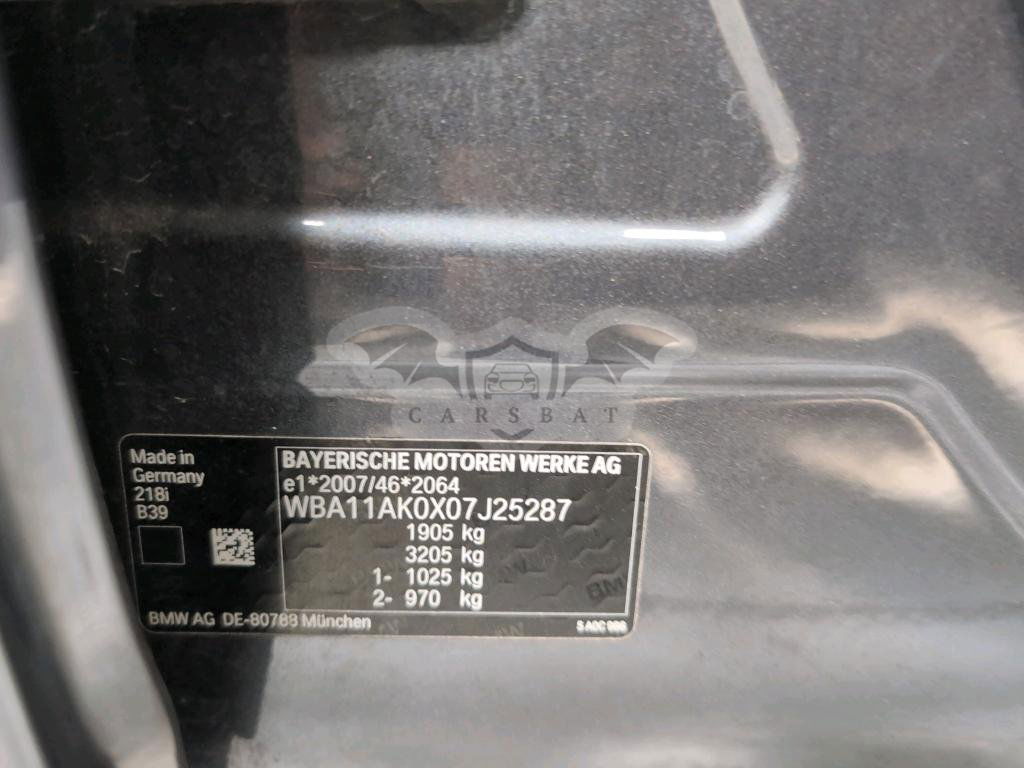 CARSBAT
Made in
Germany
218i
B39
BAYERISCHE MOTOREN WERKE AG
e1*2007/46*2064
WBA11AK0X07J25287
1905 kg
3205 kg
1- 1025 kg
2- 970 kg
BMW AG DE-80788 München